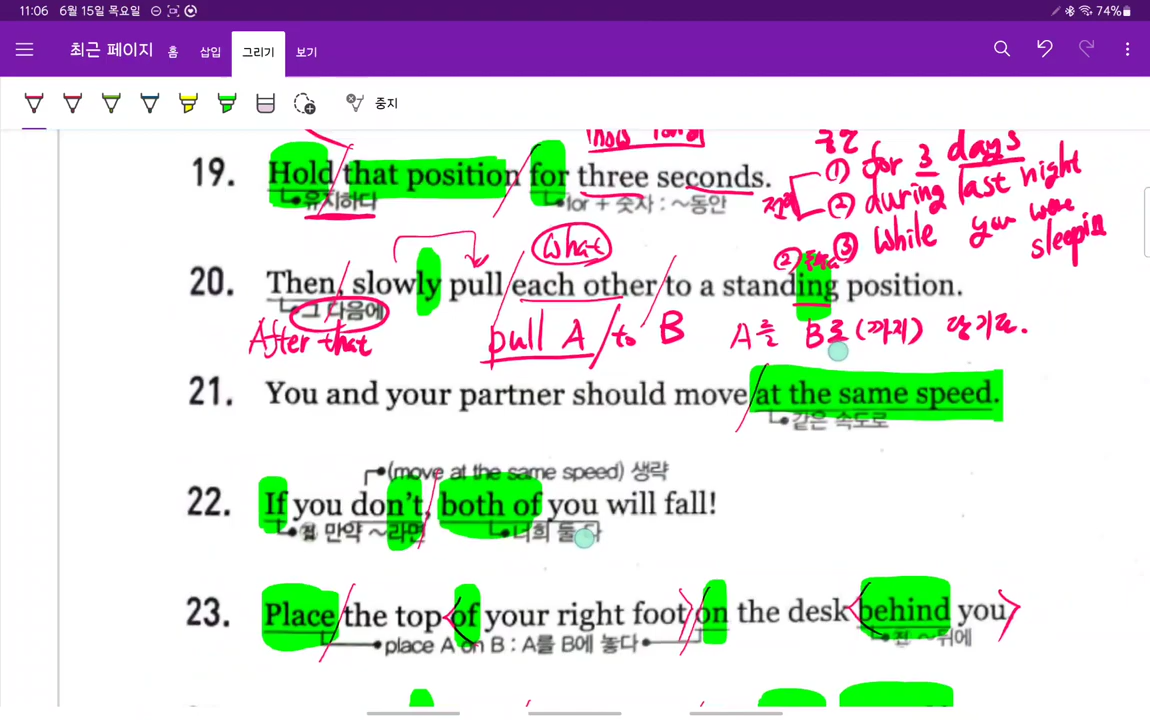 11:06 6월 15일 목요일 74%
최근 페이지 홈 삽입 그리기 보기
중지
how long
19. Hold that position for three seconds.
유지하다
for + 숫자 : ~동안
① for 3 days
② during last night
③ while you were sleeping
20. Then, slowly pull each other to a standing position.
What
그 다음에
After that
pull A / to B A를 B로(까지) 당기다.
21. You and your partner should move at the same speed.
같은 속도로
(move at the same speed) 생략
22. If you don't, both of you will fall!
접 만약 ~라면
너희 둘 다
23. Place the top of your right foot on the desk behind you
place A on B : A를 B에 놓다
전 ~뒤에